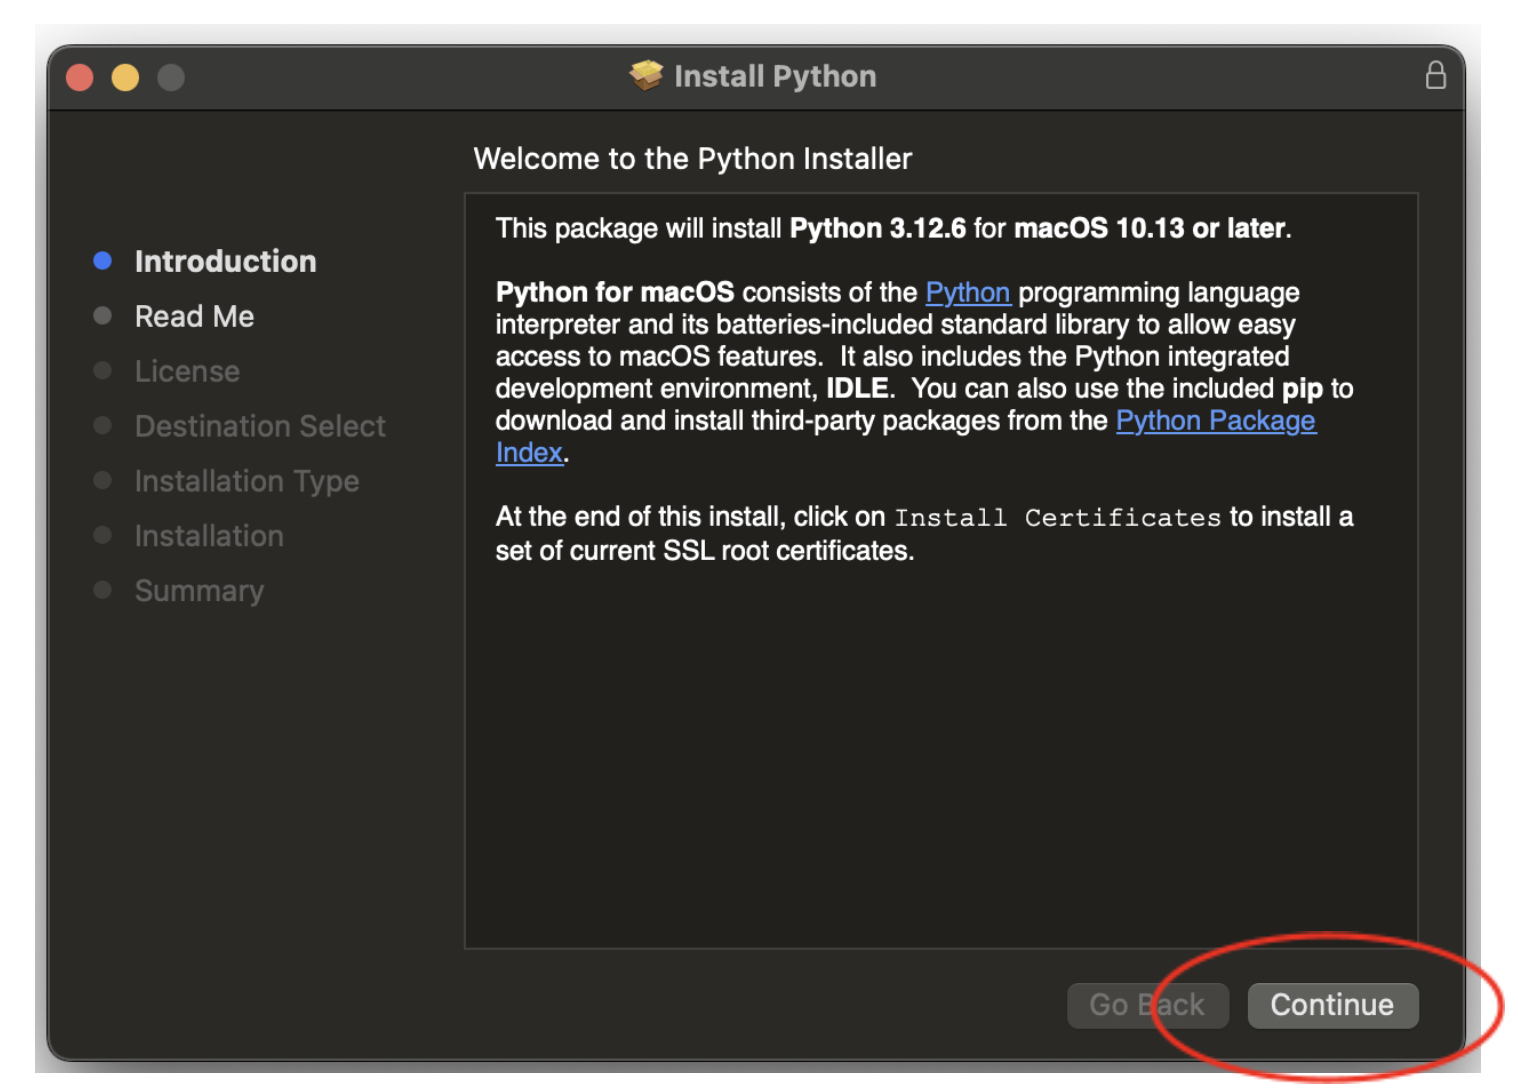 Install Python
Welcome to the Python Installer
Introduction
Read Me
License
Destination Select
Installation Type
Installation
Summary
This package will install Python 3.12.6 for macOS 10.13 or later.
Python for macOS consists of the Python programming language
interpreter and its batteries-included standard library to allow easy
access to macOS features.  It also includes the Python integrated
development environment, IDLE.  You can also use the included pip to
download and install third-party packages from the Python Package
Index.
At the end of this install, click on Install Certificates to install a
set of current SSL root certificates.
Go Back
Continue